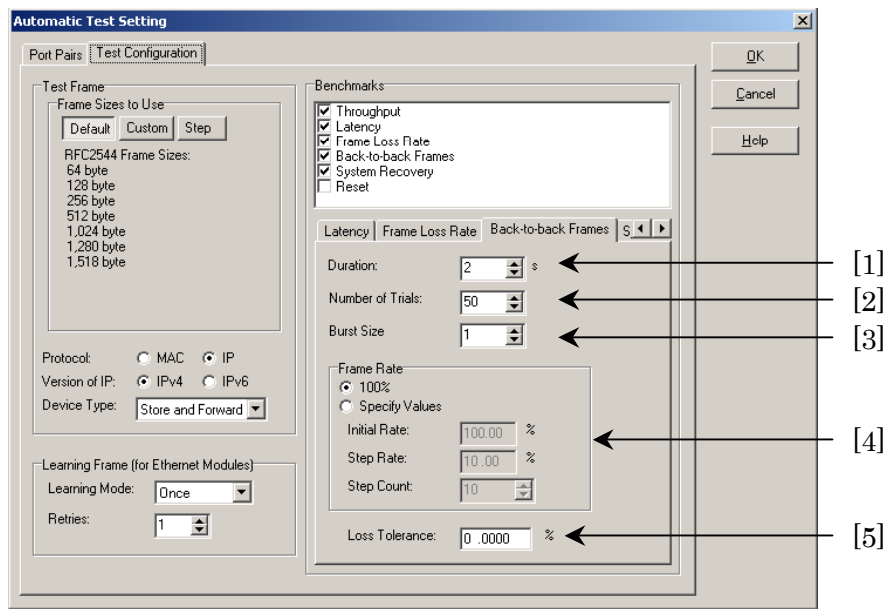 Automatic Test Setting
Port Pairs
Test Configuration
OK
Cancel
Help
Test Frame
Frame Sizes to Use
Default
Custom
Step
RFC2544 Frame Sizes:
64 byte
128 byte
256 byte
512 byte
1,024 byte
1,280 byte
1,518 byte
Protocol:
MAC
IP
Version of IP:
IPv4
IPv6
Device Type:
Store and Forward
Learning Frame (for Ethernet Modules)
Learning Mode:
Once
Retries:
1
Benchmarks
Throughput
Latency
Frame Loss Rate
Back-to-back Frames
System Recovery
Reset
Latency
Frame Loss Rate
Back-to-back Frames
S
Duration:
2
s
[1]
Number of Trials:
50
[2]
Burst Size
1
[3]
Frame Rate
100%
Specify Values
Initial Rate:
100.00
%
Step Rate:
10 .00
%
Step Count:
10
[4]
Loss Tolerance:
0 .0000
%
[5]